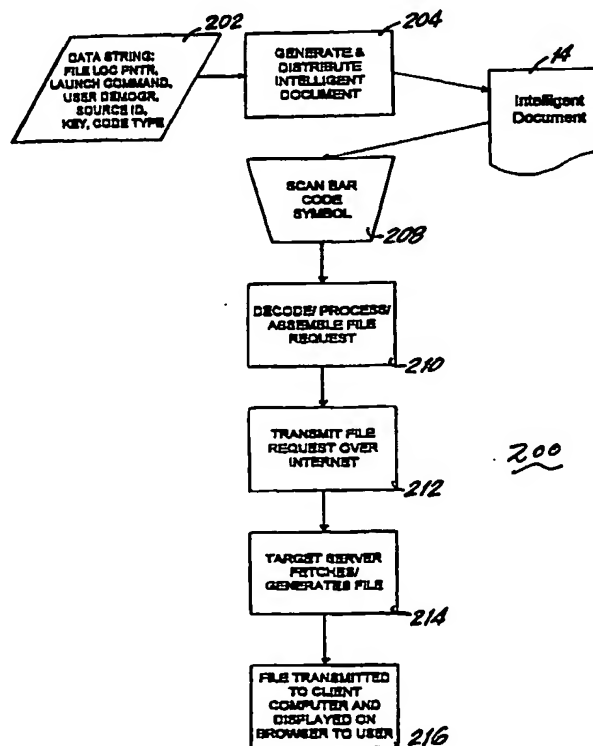 202
DATA STRING:
FILE LOC PNTR,
LAUNCH COMMAND,
USER DEMOGR,
SOURCE ID,
KEY, CODE TYPE
204
GENERATE &
DISTRIBUTE
INTELLIGENT
DOCUMENT
14
Intelligent
Document
SCAN BAR
CODE
SYMBOL
208
DECODE/ PROCESS/
ASSEMBLE FILE
REQUEST
210
TRANSMIT FILE
REQUEST OVER
INTERNET
212
200
TARGET SERVER
FETCHES/
GENERATES FILE
214
FILE TRANSMITTED
TO CLIENT
COMPUTER AND
DISPLAYED ON
BROWSER TO USER
216